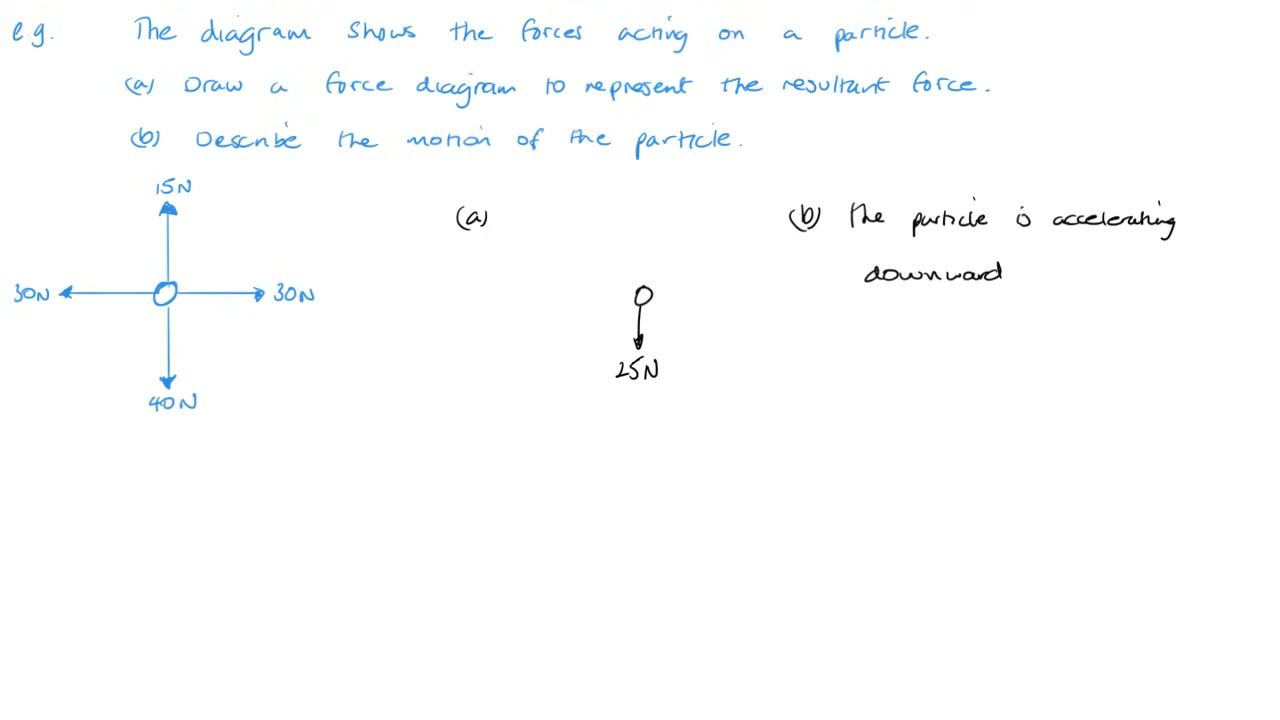 e.g. The diagram shows the forces acting on a particle.
(a) Draw a force diagram to represent the resultant force.
(b) Describe the motion of the particle.
15N
30N
30N
40N
(a)
25N
(b) The particle is accelerating
downward